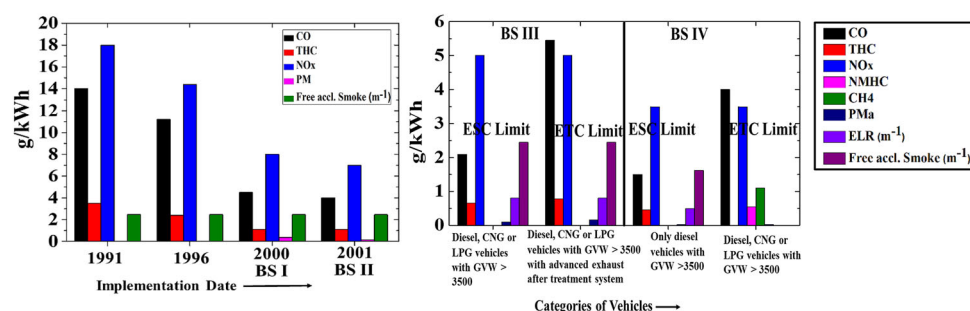 18
16
14
12
10
8
6
4
2
0
g/kWh
CO
THC
NOx
PM
Free accl. Smoke (m⁻¹)
1991
1996
2000
2001
BS I
BS II
Implementation Date
6
5
4
3
2
1
0
g/kWh
BS III
BS IV
ESC Limit
ETC Limit
ESC Limit
ETC Limit
Diesel, CNG or
LPG vehicles
with GVW >
3500
Diesel, CNG or LPG
vehicles with GVW > 3500
with advanced exhaust
after treatment system
Only diesel
vehicles with
GVW >3500
Diesel, CNG or
LPG vehicles with
GVW > 3500
Categories of Vehicles
CO
THC
NOx
NMHC
CH4
PMa
ELR (m⁻¹)
Free accl. Smoke (m⁻¹)